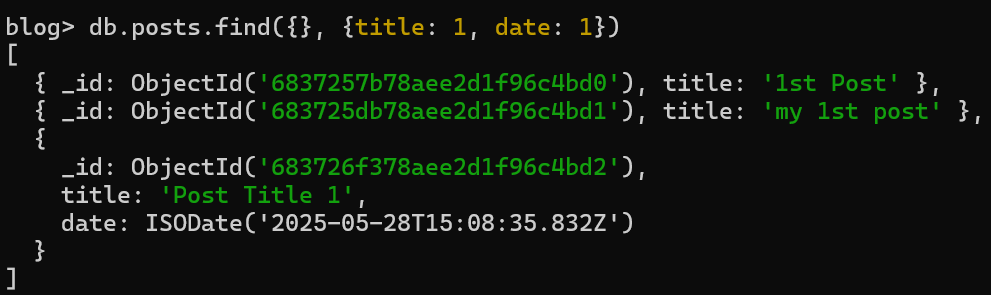 blog> db.posts.find({}, {title: 1, date: 1})
[
  { _id: ObjectId('6837257b78aee2d1f96c4bd0'), title: '1st Post' },
  { _id: ObjectId('683725db78aee2d1f96c4bd1'), title: 'my 1st post' },
  {
    _id: ObjectId('683726f378aee2d1f96c4bd2'),
    title: 'Post Title 1',
    date: ISODate('2025-05-28T15:08:35.832Z')
  }
]